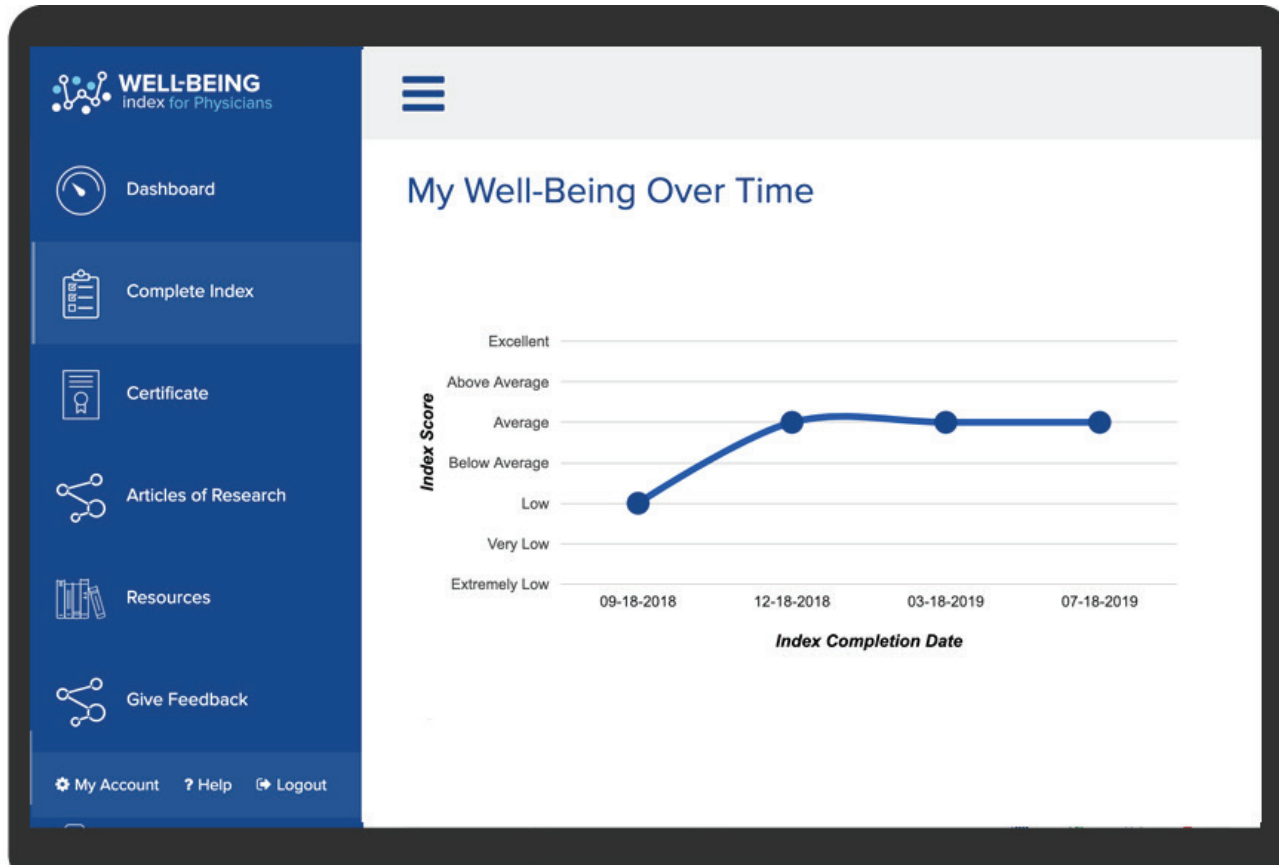 WELL-BEING
index for Physicians
Dashboard
Complete Index
Certificate
Articles of Research
Resources
Give Feedback
My Account ? Help Logout
My Well-Being Over Time
Index Score
Excellent
Above Average
Average
Below Average
Low
Very Low
Extremely Low
09-18-2018 12-18-2018 03-18-2019 07-18-2019
Index Completion Date